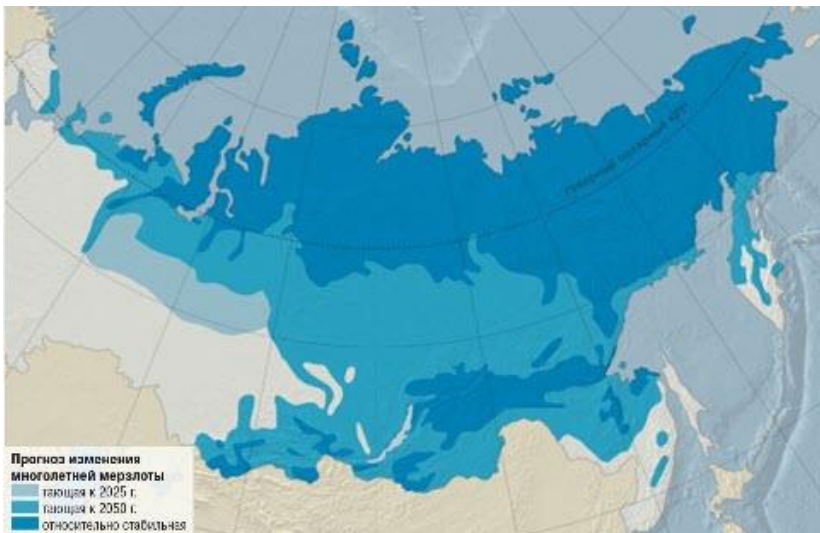 Северный полярный круг
Прогноз изменения
многолетней мерзлоты
тающая к 2025 г.
тающая к 2050 г.
относительно стабильная